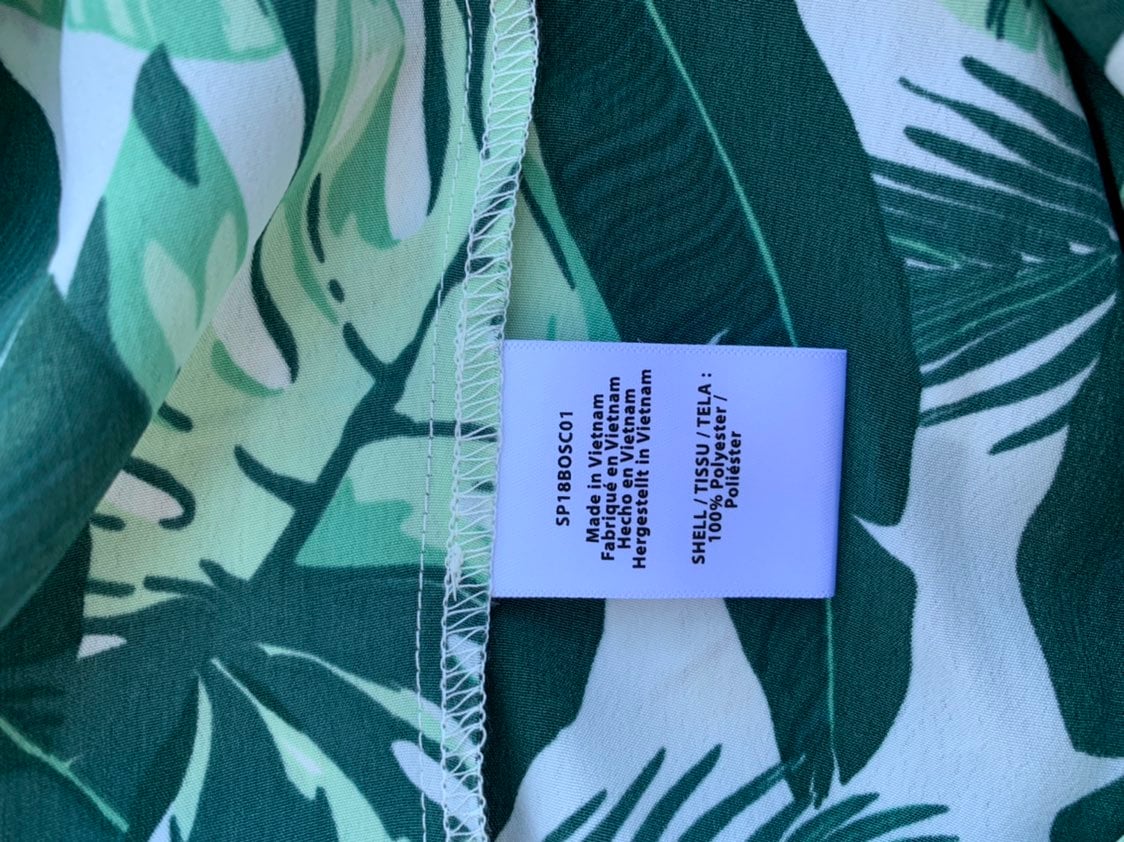 SP18BOSC01
Made in Vietnam
Fabriqué en Vietnam
Hecho en Vietnam
Hergestellt in Vietnam
SHELL / TISSU / TELA :
100% Polyester /
Poliéster